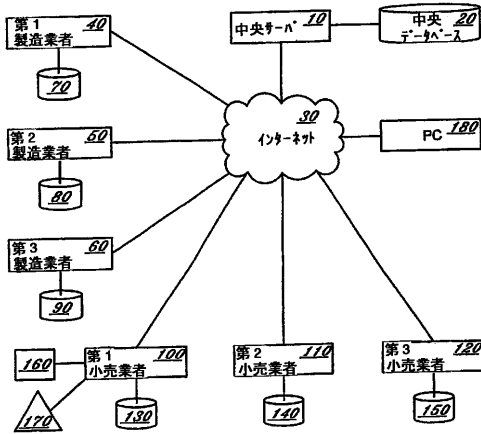 第1 40
製造業者
70
中央サーバ 10
中央 20
データベース
第2 50
製造業者
80
30
インターネット
PC 180
第3 60
製造業者
90
160
170
第1 100
小売業者
130
第2 110
小売業者
140
第3 120
小売業者
150